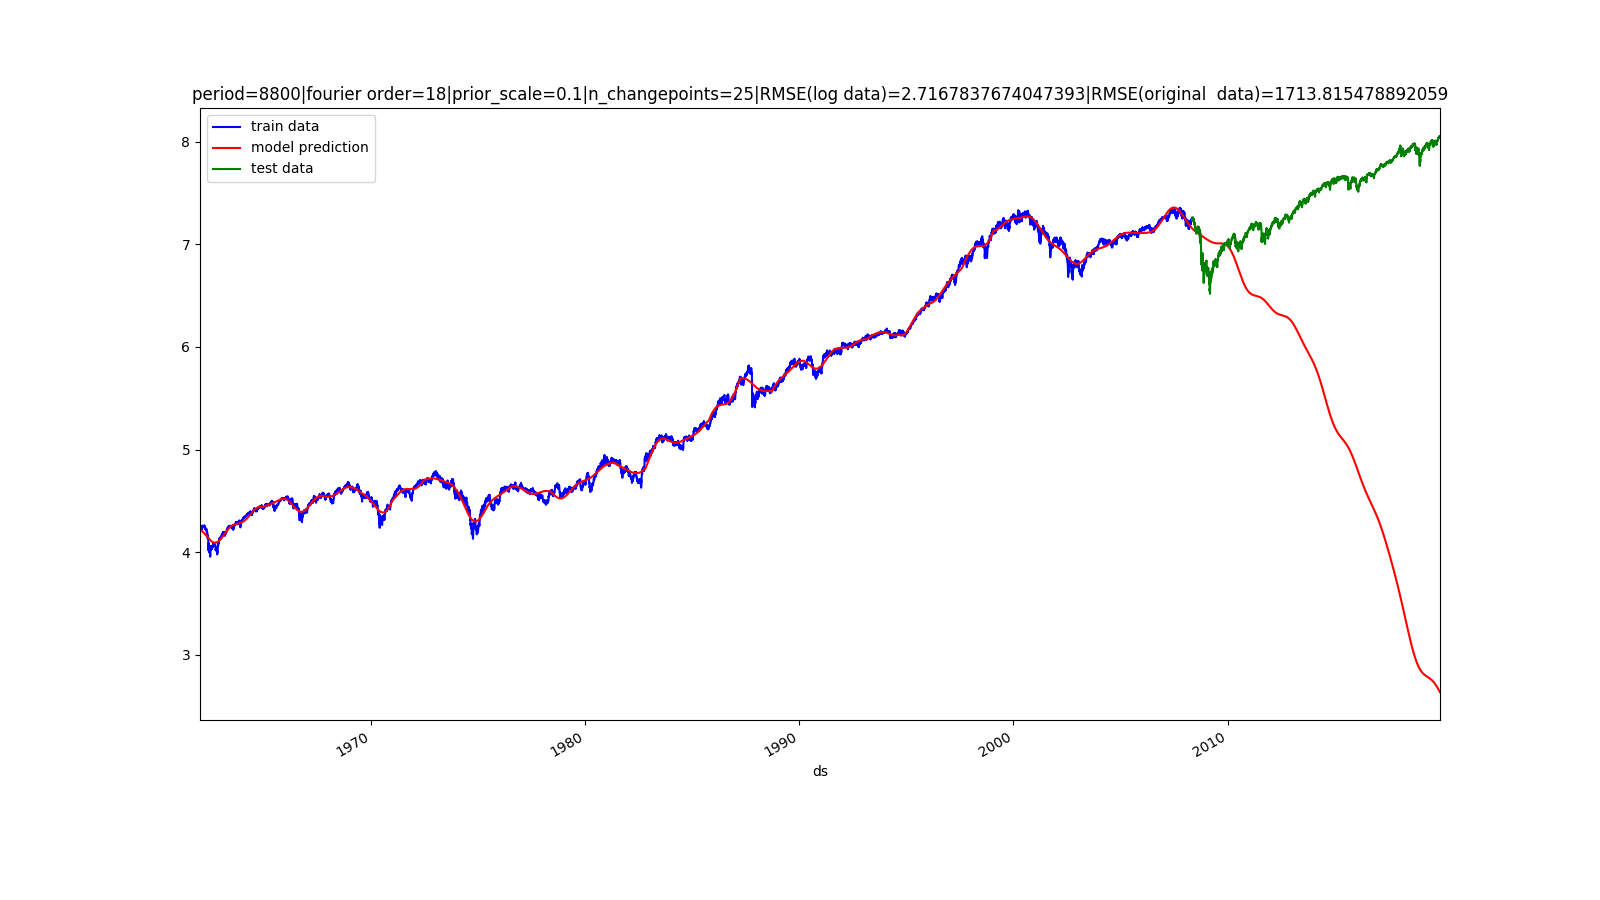 period=8800|fourier order=18|prior_scale=0.1|n_changepoints=25|RMSE(log data)=2.7167837674047393|RMSE(original  data)=1713.815478892059
train data
model prediction
test data
8
7
6
5
4
3
1970
1980
1990
2000
2010
ds